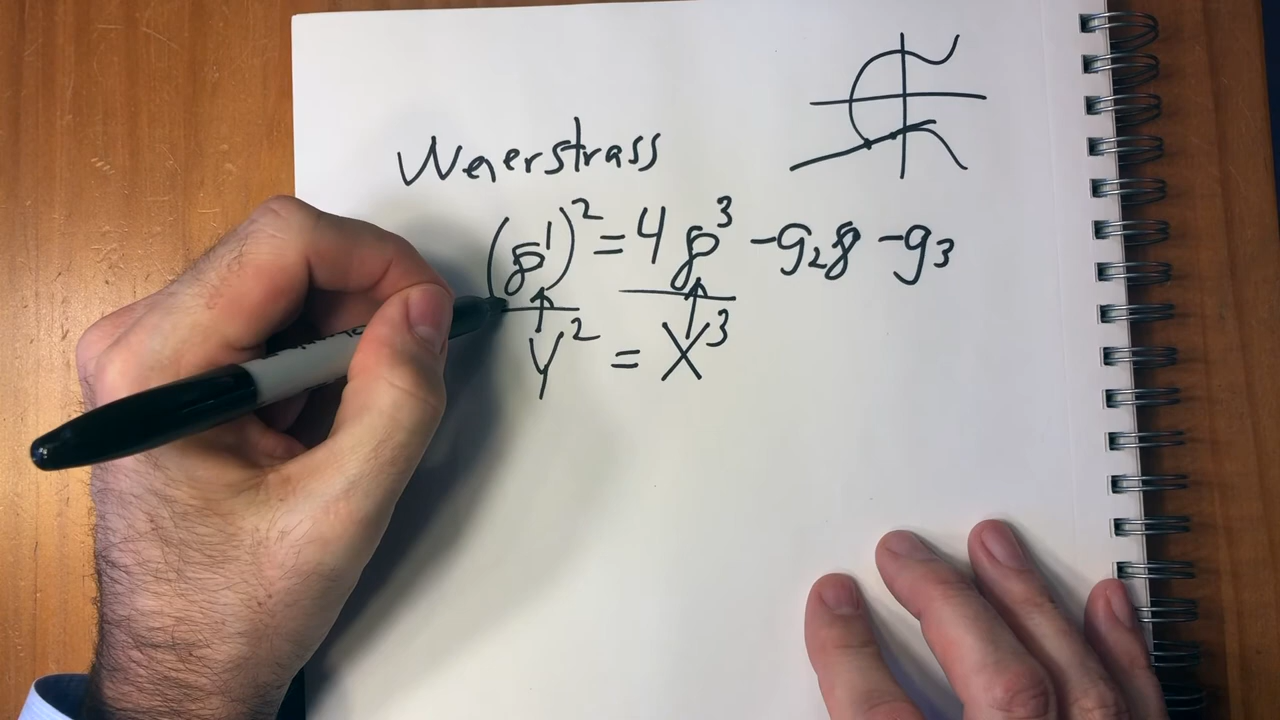 Weierstrass
(℘')² = 4℘³ - g₂℘ - g₃
Y² = X³